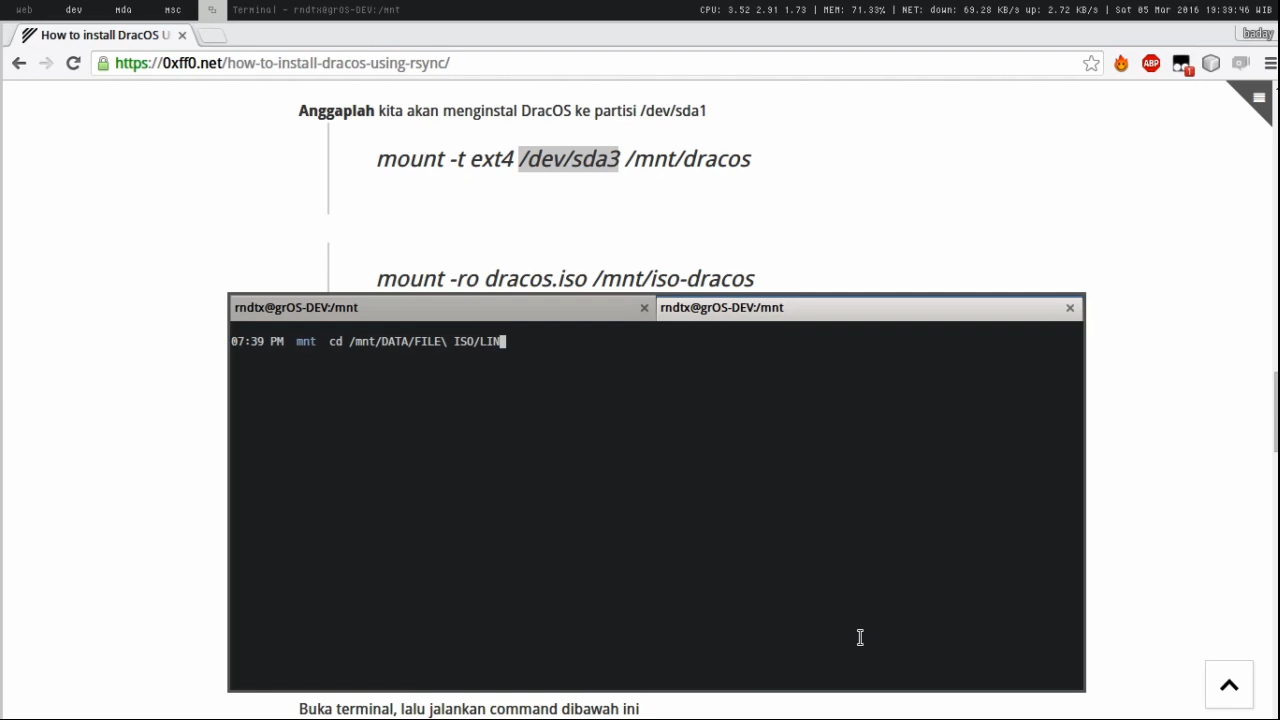 web dev mda msc Terminal - rndtx@grOS-DEV:/mnt CPU: 3.52 2.91 1.73 | MEM: 71.33% | NET: down: 69.28 KB/s up: 2.72 KB/s | Sat 05 Mar 2016 19:39:46 WIB
How to install DracOS U baday
https://0xff0.net/how-to-install-dracos-using-rsync/
ABP 1
Anggaplah kita akan menginstal DracOS ke partisi /dev/sda1
mount -t ext4 /dev/sda3 /mnt/dracos
mount -ro dracos.iso /mnt/iso-dracos
rndtx@grOS-DEV:/mnt rndtx@grOS-DEV:/mnt
07:39 PM mnt cd /mnt/DATA/FILE\ ISO/LIN
Buka terminal, lalu jalankan command dibawah ini